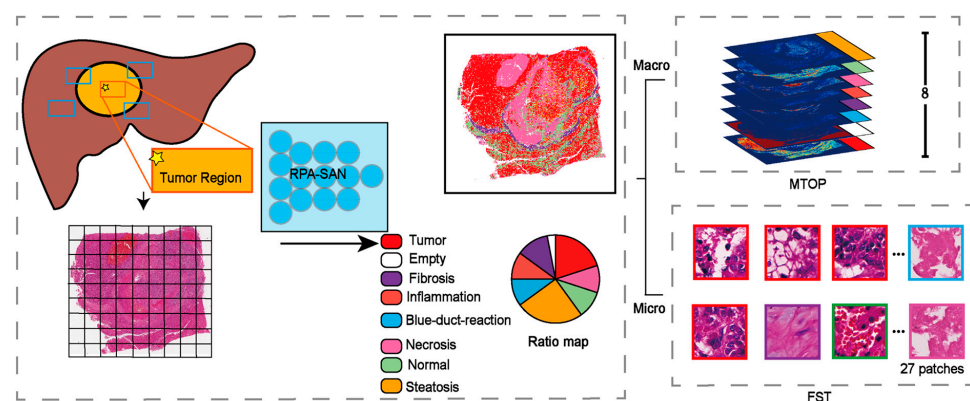 Tumor Region
RPA-SAN
Tumor
Empty
Fibrosis
Inflammation
Blue-duct-reaction
Necrosis
Normal
Steatosis
Ratio map
Macro
Micro
8
MTOP
...
...
27 patches
FST